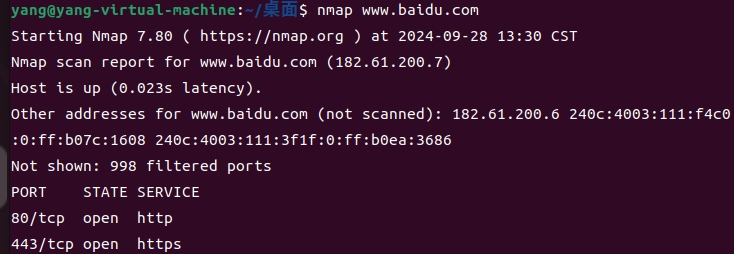 yang@yang-virtual-machine:~/桌面$ nmap www.baidu.com
Starting Nmap 7.80 ( https://nmap.org ) at 2024-09-28 13:30 CST
Nmap scan report for www.baidu.com (182.61.200.7)
Host is up (0.023s latency).
Other addresses for www.baidu.com (not scanned): 182.61.200.6 240c:4003:111:f4c0
:0:ff:b07c:1608 240c:4003:111:3f1f:0:ff:b0ea:3686
Not shown: 998 filtered ports
PORT    STATE SERVICE
80/tcp  open  http
443/tcp open  https